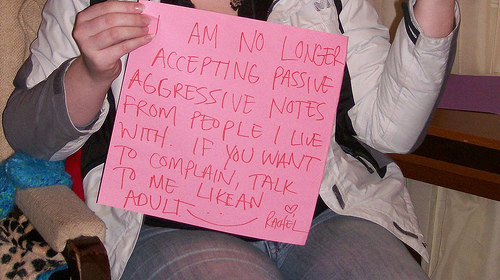 I AM NO LONGER
ACCEPTING PASSIVE
AGGRESSIVE NOTES
FROM PEOPLE I LIVE
WITH. IF YOU WANT
TO COMPLAIN, TALK
TO ME LIKE AN
ADULT
RACHEL